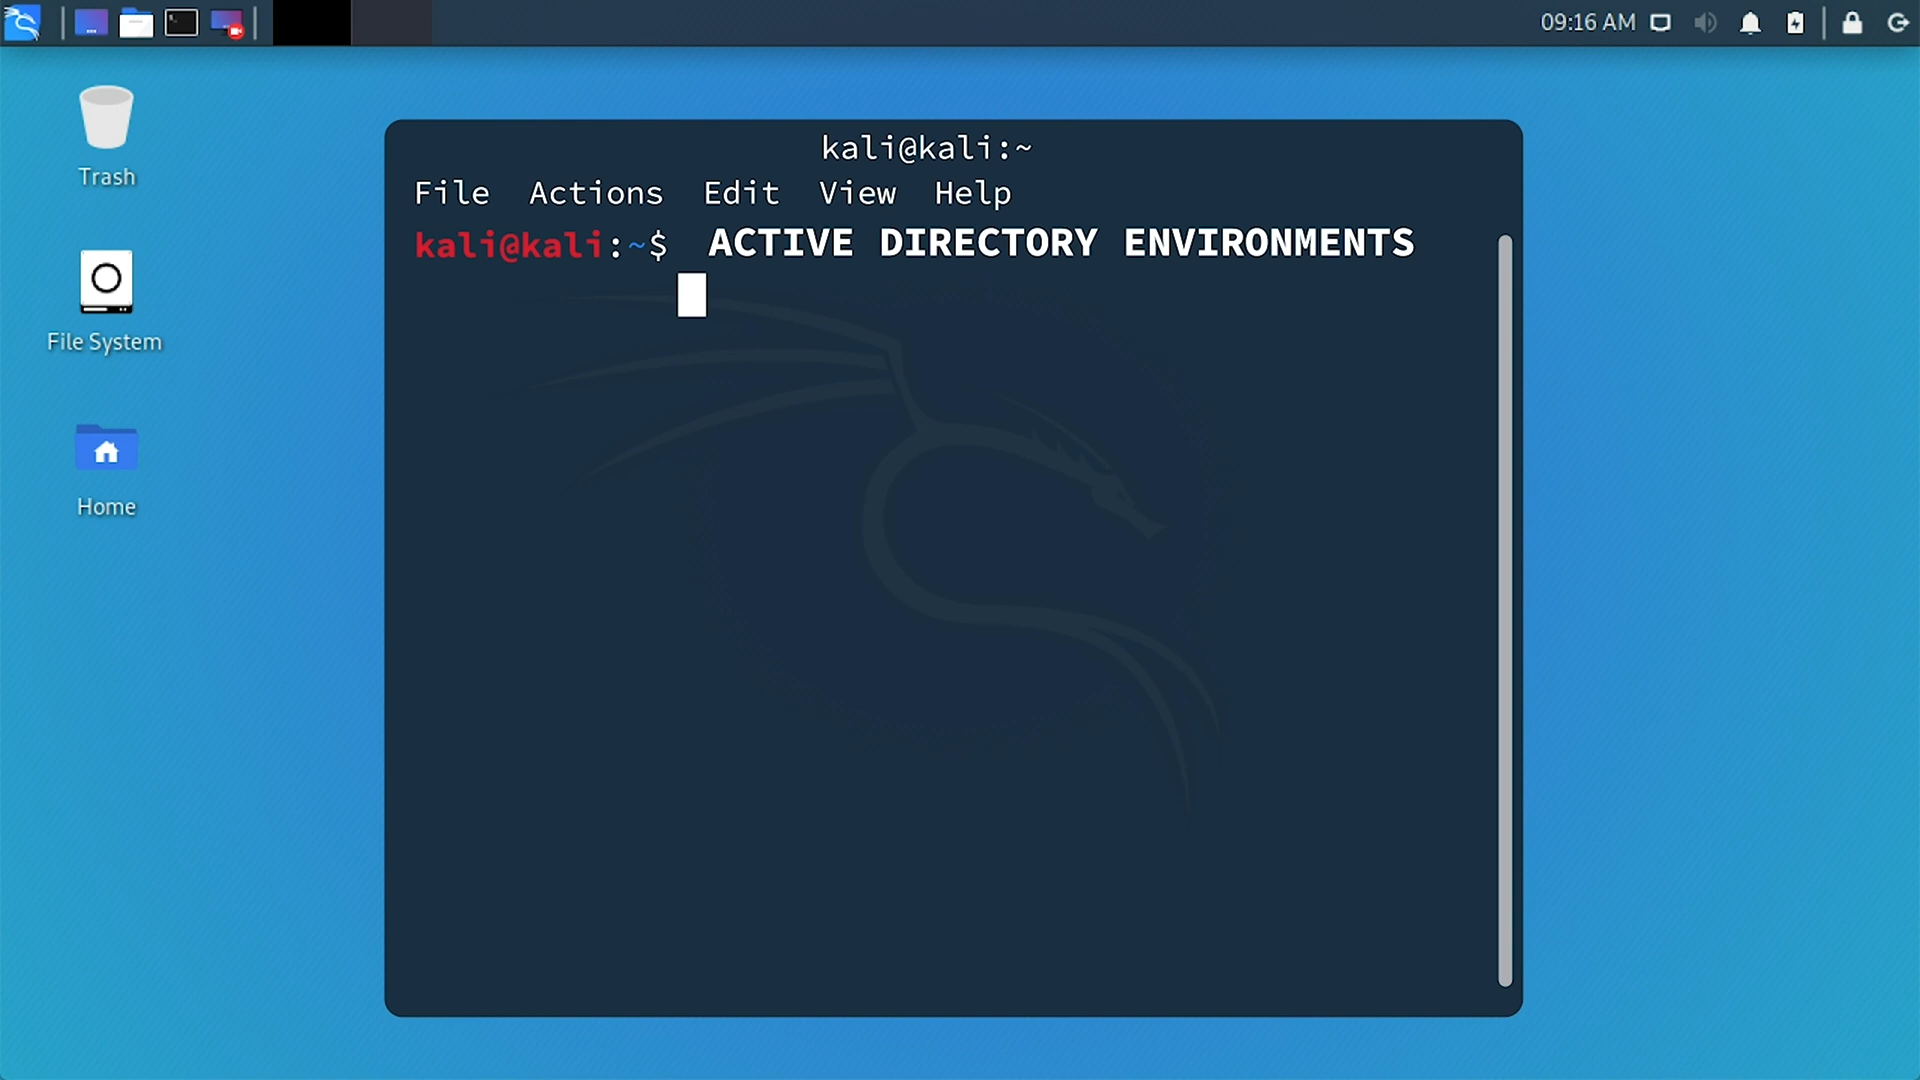 09:16 AM
Trash
File System
Home
kali@kali:~
File Actions Edit View Help
kali@kali:~$ ACTIVE DIRECTORY ENVIRONMENTS